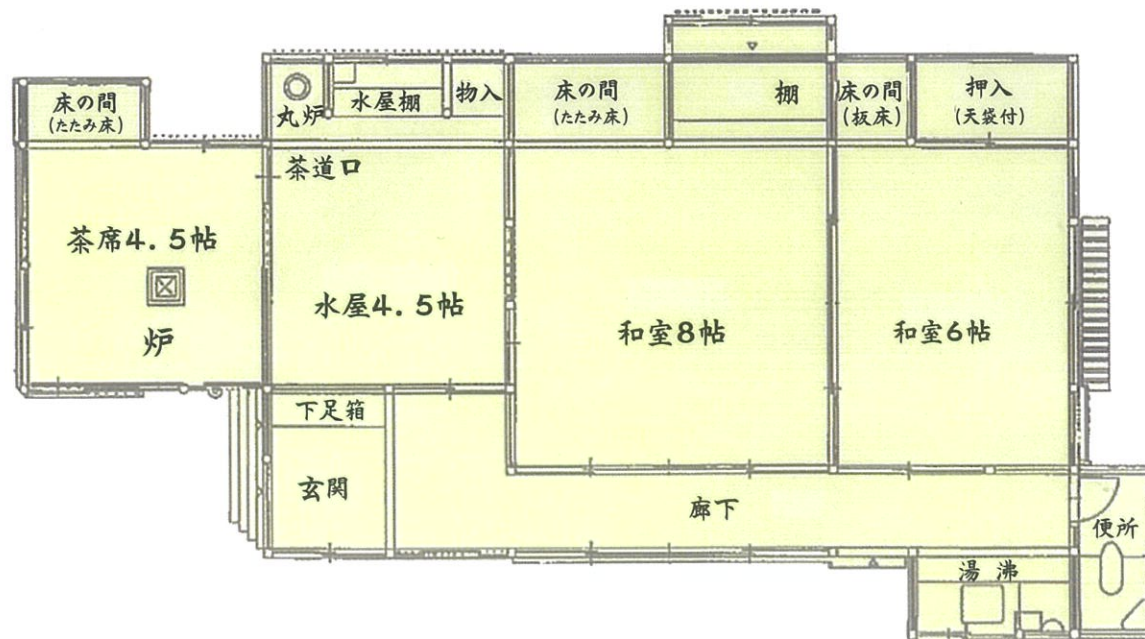 床の間
(たたみ床)
丸炉
水屋棚
物入
床の間
(たたみ床)
棚
床の間
(板床)
押入
(天袋付)
茶道口
茶席4.5帖
炉
水屋4.5帖
和室8帖
和室6帖
下足箱
玄関
廊下
便所
湯沸